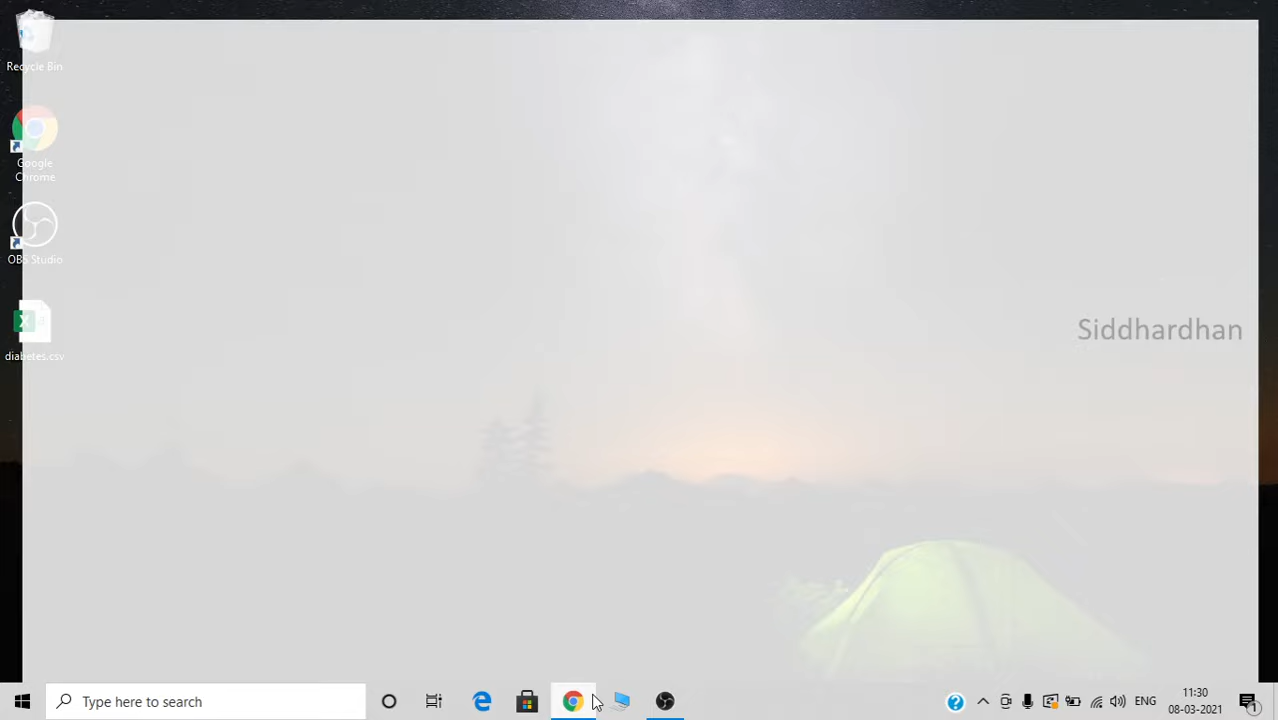 Recycle Bin
Google
Chrome
OBS Studio
diabetes.csv
Siddhardhan
Type here to search
ENG
11:30
08-03-2021
1